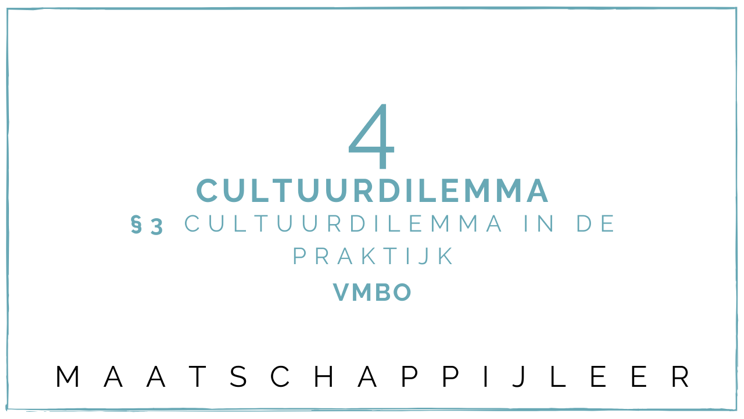 4
CULTUURDILEMMA
§3 CULTUURDILEMMA IN DE
PRAKTIJK
VMBO
MAATSCHAPPIJLEER